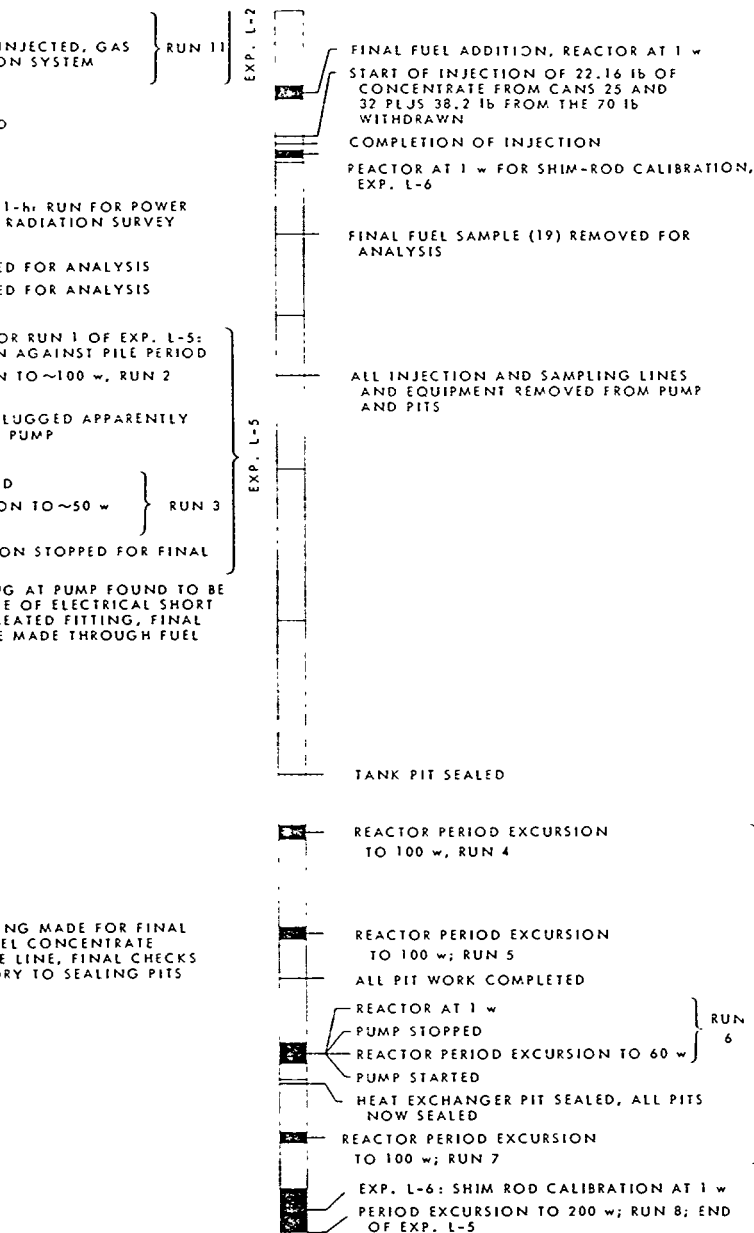 INJECTED, GAS
ON SYSTEM
RUN 11
EXP. L-2
1-hr RUN FOR POWER
RADIATION SURVEY
ED FOR ANALYSIS
ED FOR ANALYSIS
OR RUN 1 OF EXP. L-5:
N AGAINST PILE PERIOD
N TO ~100 w, RUN 2
LUGGED APPARENTLY
PUMP
D
ON TO ~50 w
RUN 3
ON STOPPED FOR FINAL
EXP. L-5
UG AT PUMP FOUND TO BE
E OF ELECTRICAL SHORT
EATED FITTING, FINAL
E MADE THROUGH FUEL
NG MADE FOR FINAL
EL CONCENTRATE
E LINE, FINAL CHECKS
RY TO SEALING PITS
FINAL FUEL ADDITION, REACTOR AT 1 w
START OF INJECTION OF 22.16 lb OF
CONCENTRATE FROM CANS 25 AND
32 PLUS 38.2 lb FROM THE 70 lb
WITHDRAWN
COMPLETION OF INJECTION
REACTOR AT 1 w FOR SHIM-ROD CALIBRATION,
EXP. L-6
FINAL FUEL SAMPLE (19) REMOVED FOR
ANALYSIS
ALL INJECTION AND SAMPLING LINES
AND EQUIPMENT REMOVED FROM PUMP
AND PITS
TANK PIT SEALED
REACTOR PERIOD EXCURSION
TO 100 w, RUN 4
REACTOR PERIOD EXCURSION
TO 100 w; RUN 5
ALL PIT WORK COMPLETED
REACTOR AT 1 w
PUMP STOPPED
REACTOR PERIOD EXCURSION TO 60 w
PUMP STARTED
RUN
6
HEAT EXCHANGER PIT SEALED, ALL PITS
NOW SEALED
REACTOR PERIOD EXCURSION
TO 100 w; RUN 7
EXP. L-6: SHIM ROD CALIBRATION AT 1 w
PERIOD EXCURSION TO 200 w; RUN 8; END
OF EXP. L-5